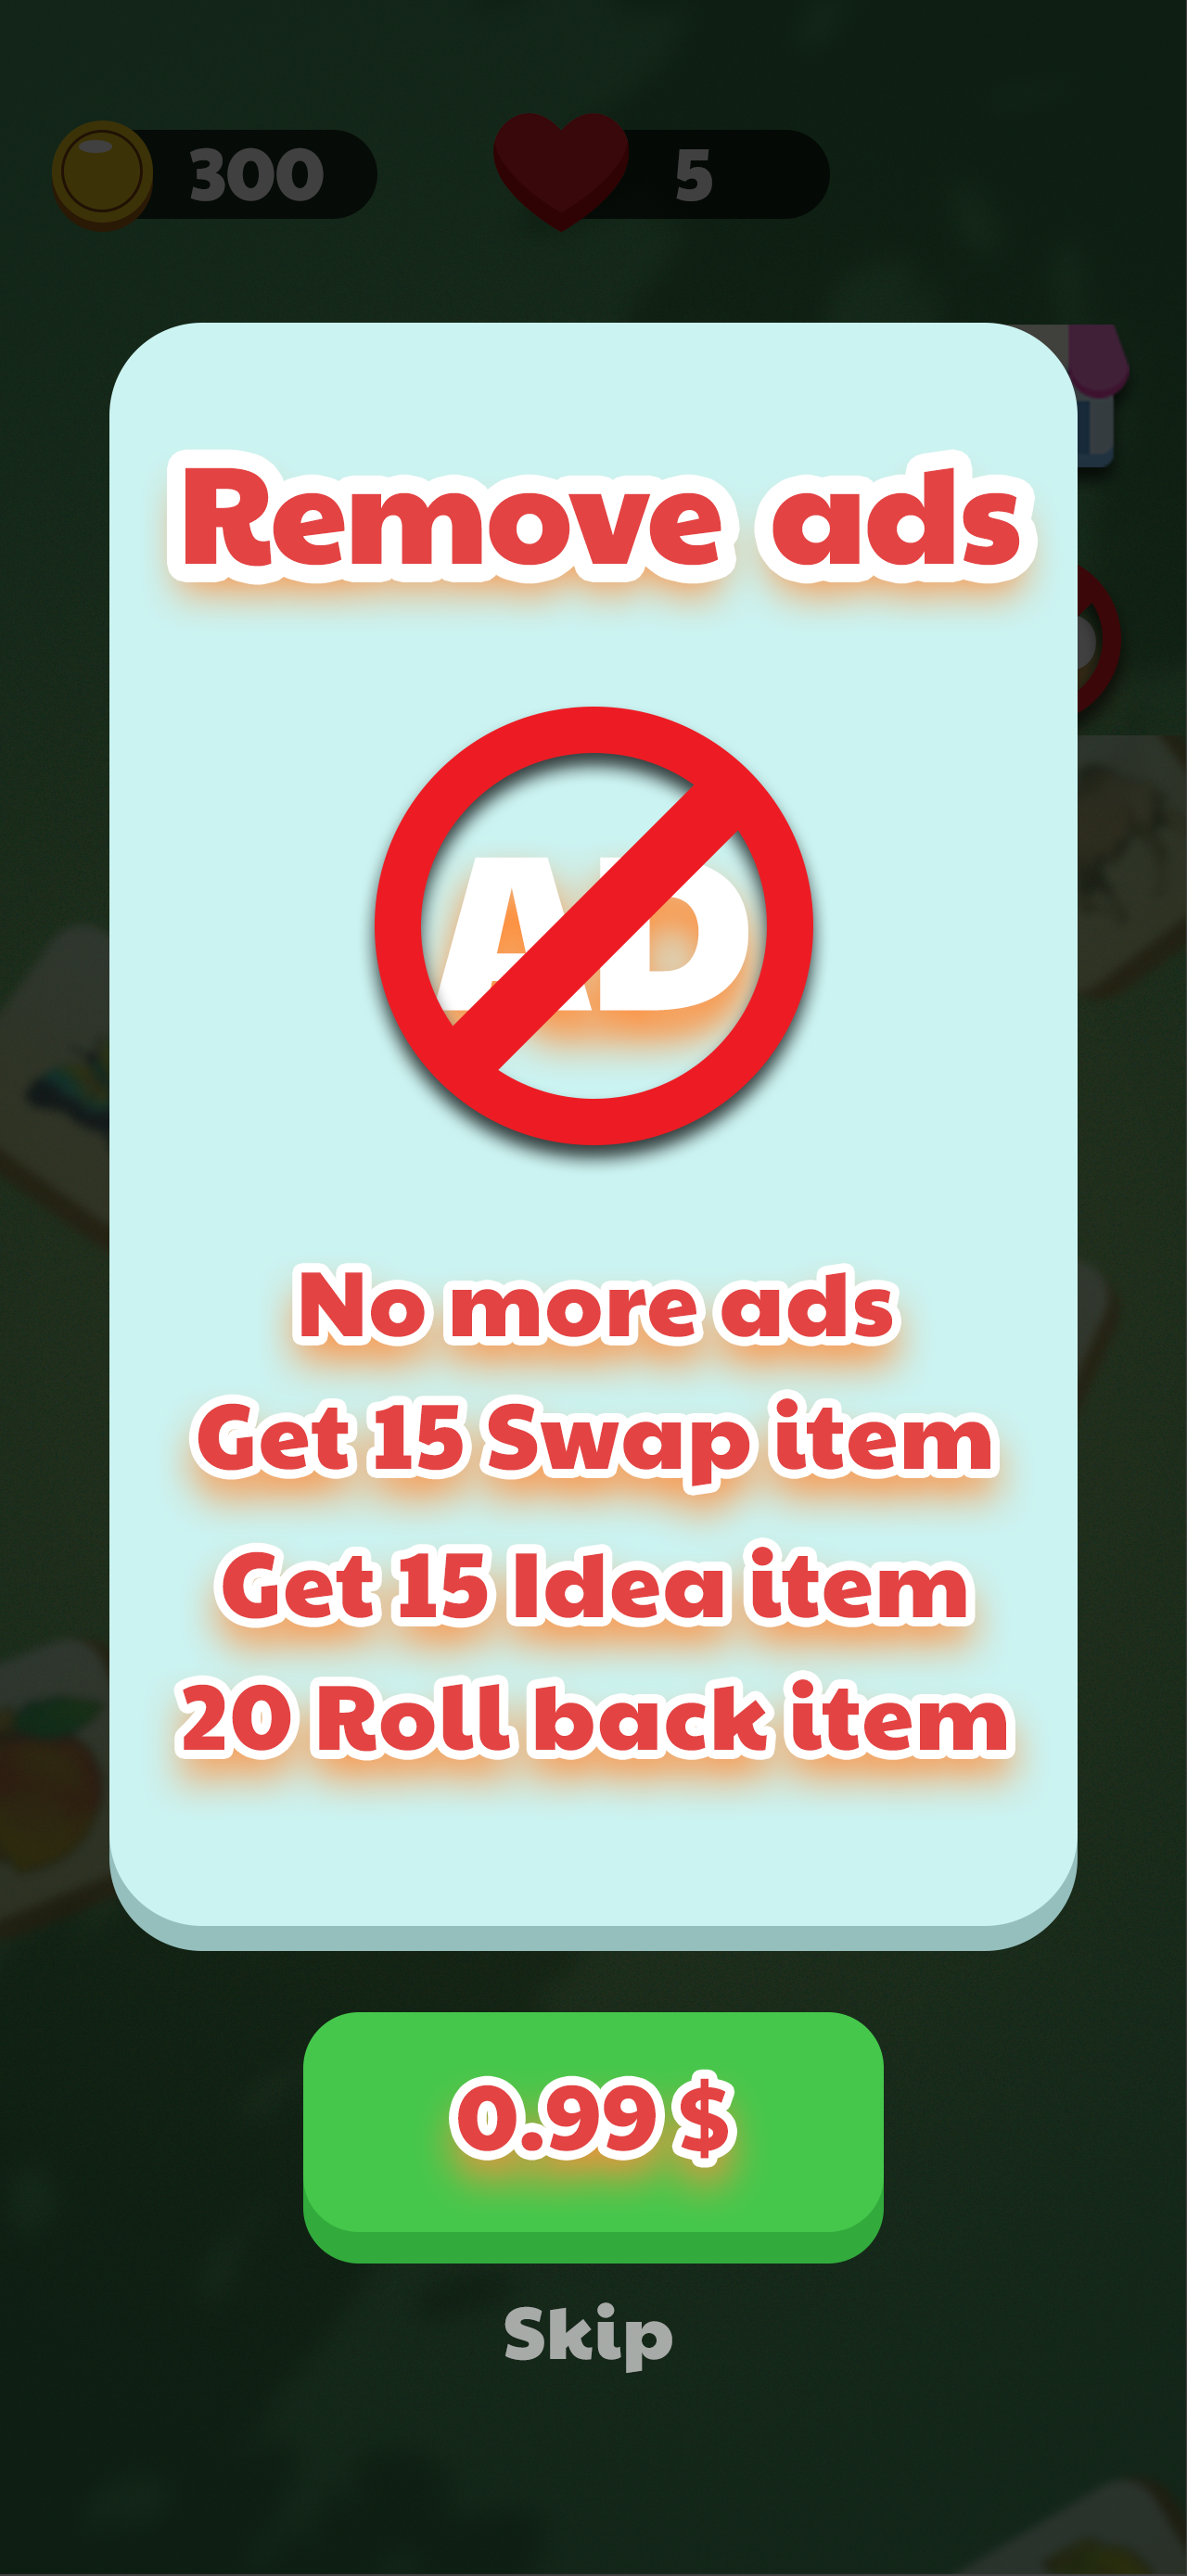 300
5
Remove ads
AD
No more ads
Get 15 Swap item
Get 15 Idea item
20 Roll back item
0.99 $
Skip